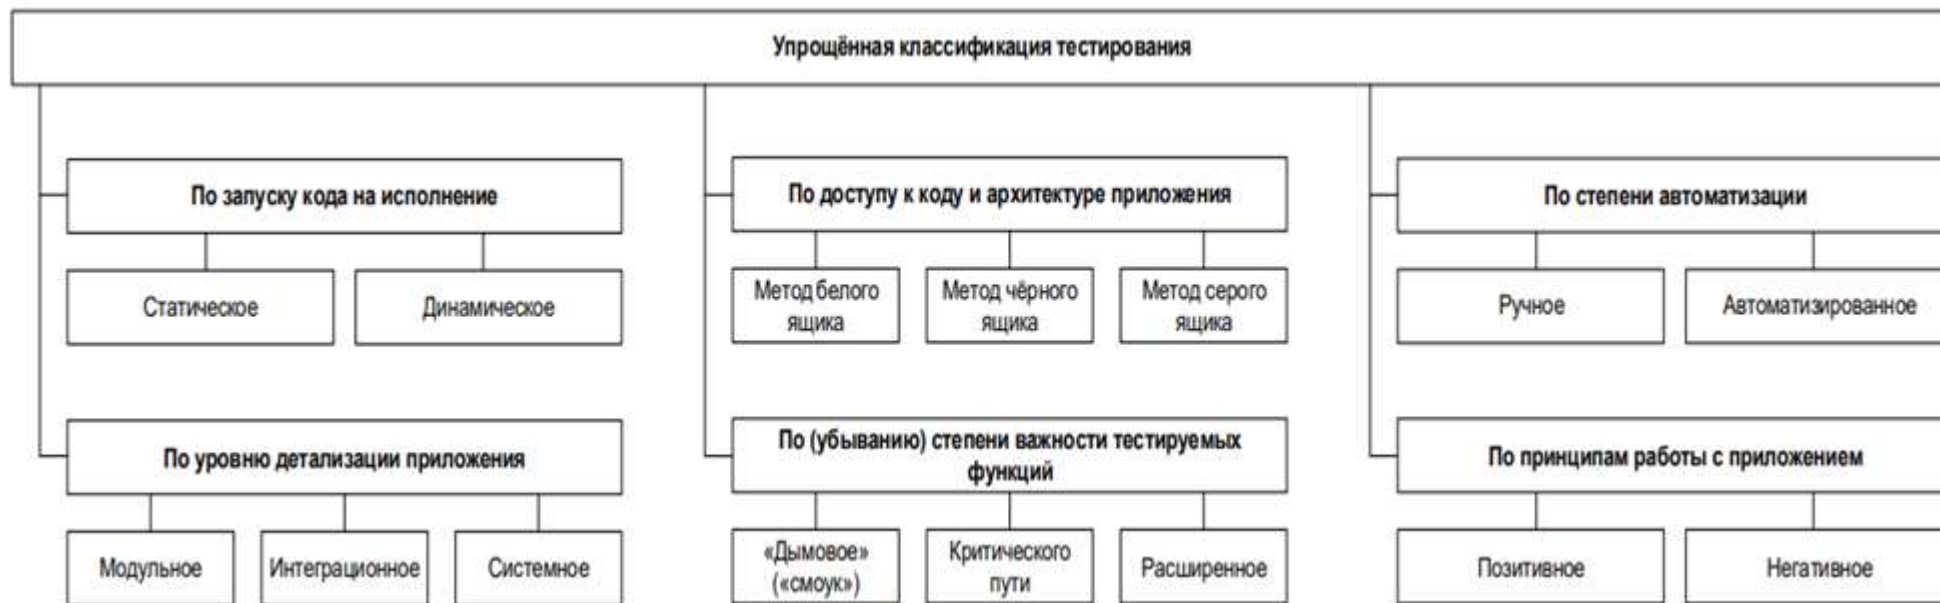 Упрощённая классификация тестирования
По запуску кода на исполнение
По доступу к коду и архитектуре приложения
По степени автоматизации
Статическое
Динамическое
Метод белого
ящика
Метод чёрного
ящика
Метод серого
ящика
Ручное
Автоматизированное
По уровню детализации приложения
По (убыванию) степени важности тестируемых
функций
По принципам работы с приложением
Модульное
Интеграционное
Системное
«Дымовое»
(«смоук»)
Критического
пути
Расширенное
Позитивное
Негативное